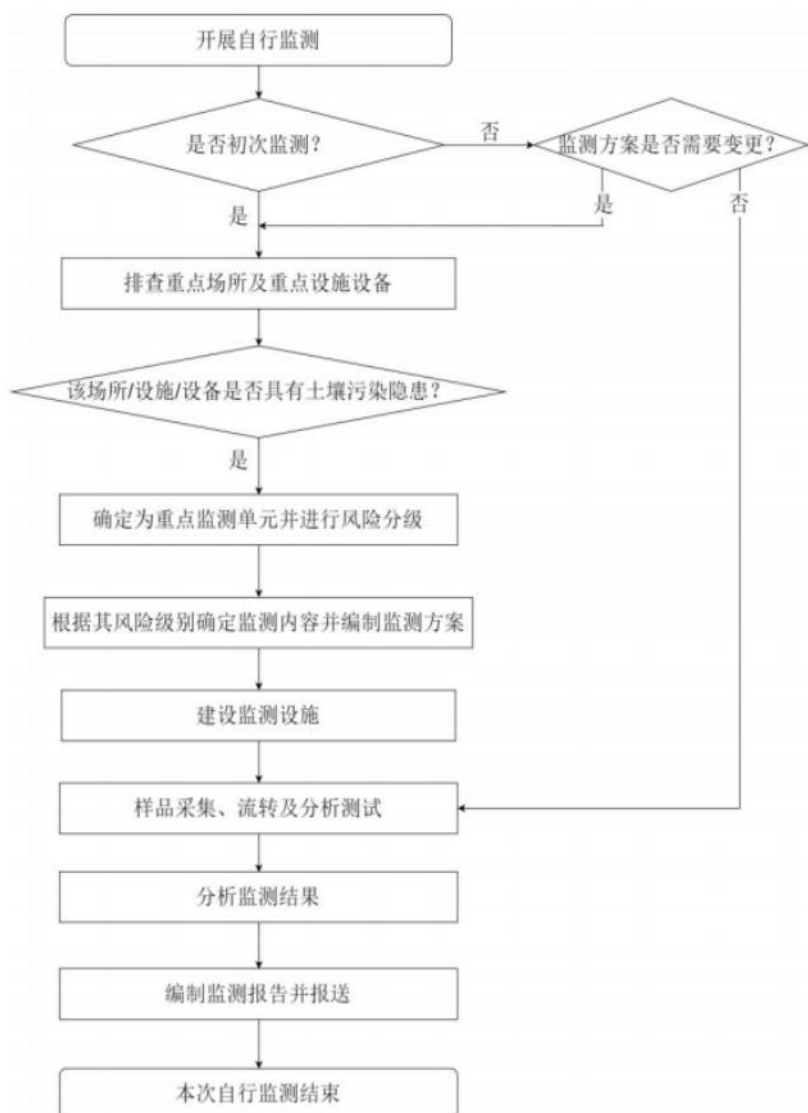 开展自行监测
是否初次监测？
否
监测方案是否需要变更？
是
是
否
排查重点场所及重点设施设备
该场所/设施/设备是否具有土壤污染隐患？
是
确定为重点监测单元并进行风险分级
根据其风险级别确定监测内容并编制监测方案
建设监测设施
样品采集、流转及分析测试
分析监测结果
编制监测报告并报送
本次自行监测结束